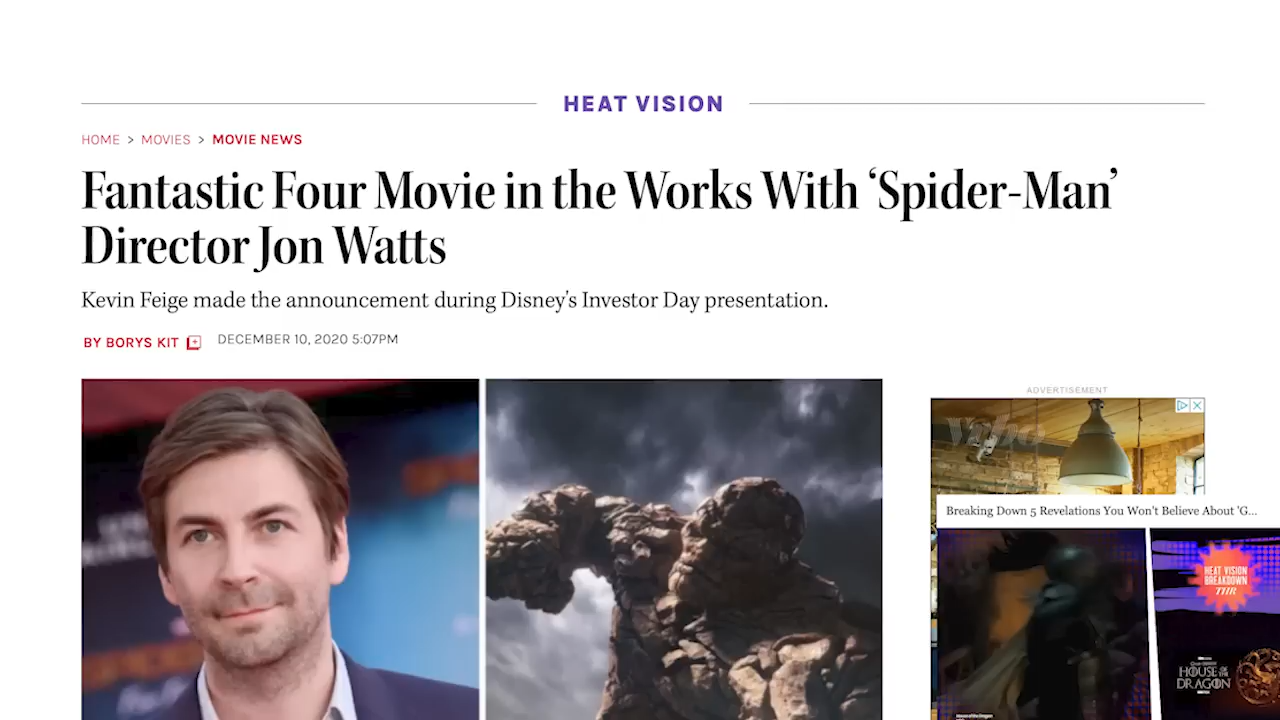 HEAT VISION
HOME > MOVIES > MOVIE NEWS
Fantastic Four Movie in the Works With ‘Spider-Man’
Director Jon Watts
Kevin Feige made the announcement during Disney’s Investor Day presentation.
BY BORYS KIT
DECEMBER 10, 2020 5:07PM
ADVERTISEMENT
Vrbo
Breaking Down 5 Revelations You Won't Believe About 'G...
HEAT VISION
BREAKDOWN
THR
HOUSE OF THE
DRAGON